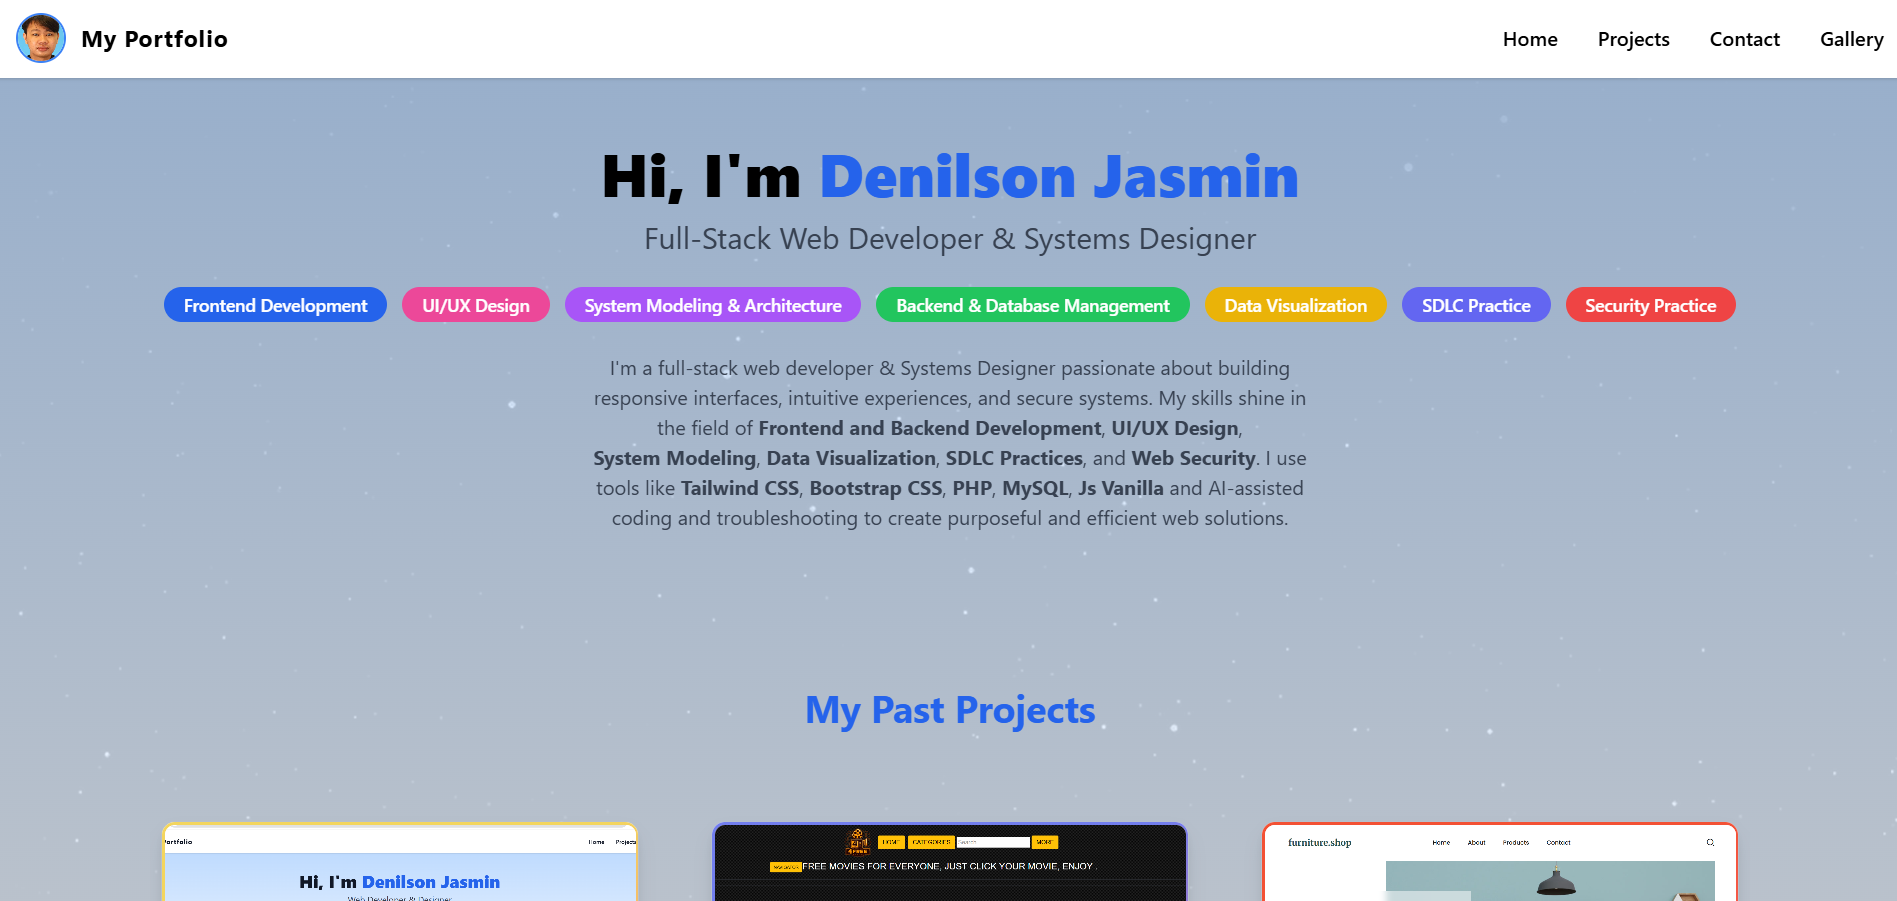 My Portfolio
Home Projects Contact Gallery
Hi, I'm Denilson Jasmin
Full-Stack Web Developer & Systems Designer
Frontend Development UI/UX Design System Modeling & Architecture Backend & Database Management Data Visualization SDLC Practice Security Practice
I'm a full-stack web developer & Systems Designer passionate about building
responsive interfaces, intuitive experiences, and secure systems. My skills shine in
the field of Frontend and Backend Development, UI/UX Design,
System Modeling, Data Visualization, SDLC Practices, and Web Security. I use
tools like Tailwind CSS, Bootstrap CSS, PHP, MySQL, Js Vanilla and AI-assisted
coding and troubleshooting to create purposeful and efficient web solutions.
My Past Projects
Portfolio
Home Projects
Hi, I'm Denilson Jasmin
Web Developer & Designer
HOME CATEGORIES Search MORE
FREE MOVIES FOR EVERYONE, JUST CLICK YOUR MOVIE, ENJOY .
furniture.shop
Home About Products Contact